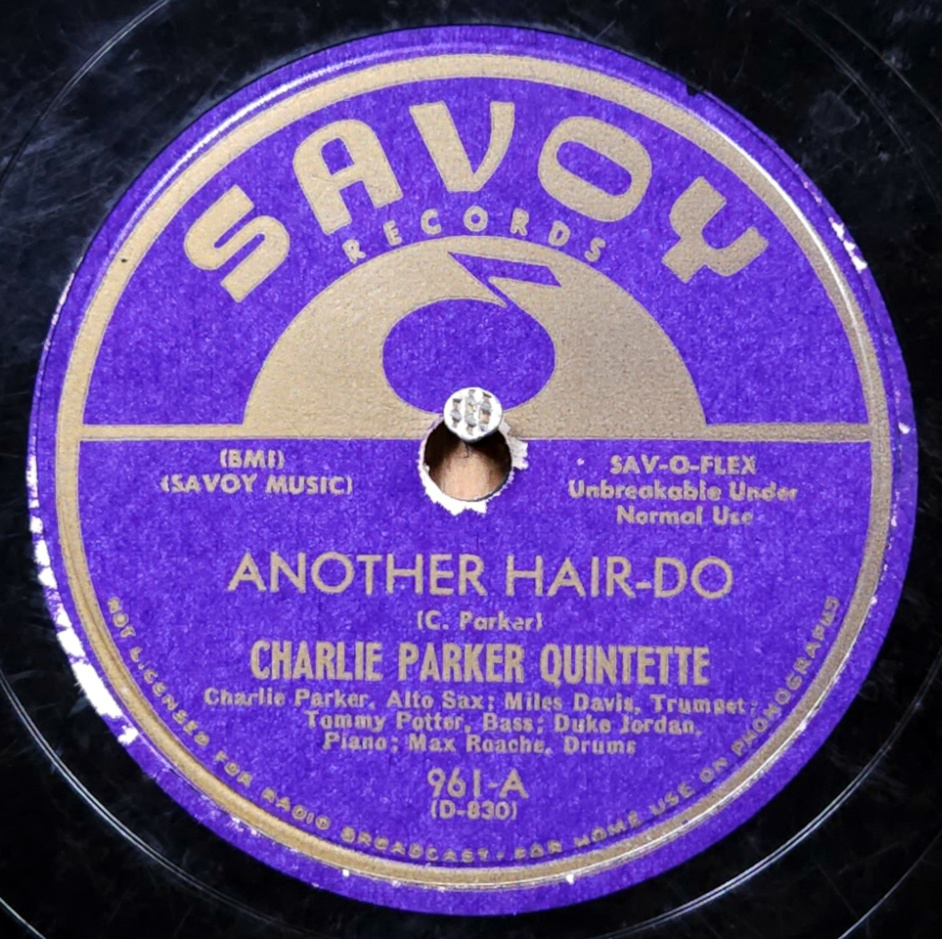 SAVOY
RECORDS
(BMI)
(SAVOY MUSIC)
SAV-O-FLEX
Unbreakable Under
Normal Use
ANOTHER HAIR-DO
(C. Parker)
CHARLIE PARKER QUINTETTE
Charlie Parker, Alto Sax; Miles Davis, Trumpet;
Tommy Potter, Bass; Duke Jordan,
Piano; Max Roache, Drums
961-A
(D-830)
NOT LICENSED FOR RADIO BROADCAST • FOR HOME USE ON PHONOGRAPHS